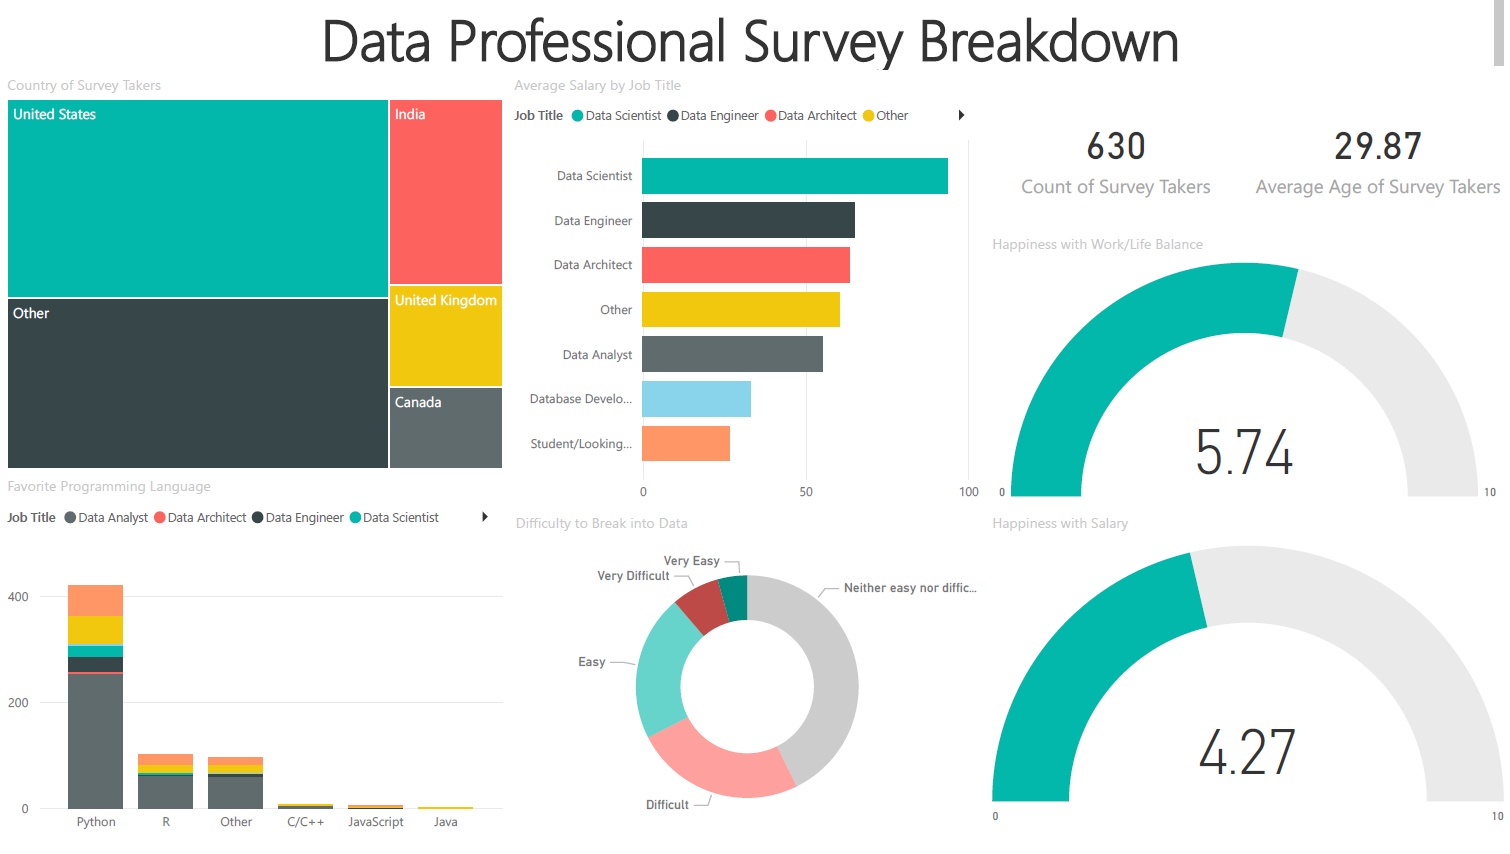 Data Professional Survey Breakdown
Country of Survey Takers
United States
India
Other
United Kingdom
Canada
Average Salary by Job Title
Job Title Data Scientist Data Engineer Data Architect Other
Data Scientist
Data Engineer
Data Architect
Other
Data Analyst
Database Develo...
Student/Looking...
0 50 100
630
Count of Survey Takers
29.87
Average Age of Survey Takers
Happiness with Work/Life Balance
5.74
0 10
Favorite Programming Language
Job Title Data Analyst Data Architect Data Engineer Data Scientist
400
200
0
Python R Other C/C++ JavaScript Java
Difficulty to Break into Data
Very Easy
Very Difficult
Neither easy nor diffic...
Easy
Difficult
Happiness with Salary
4.27
0 10